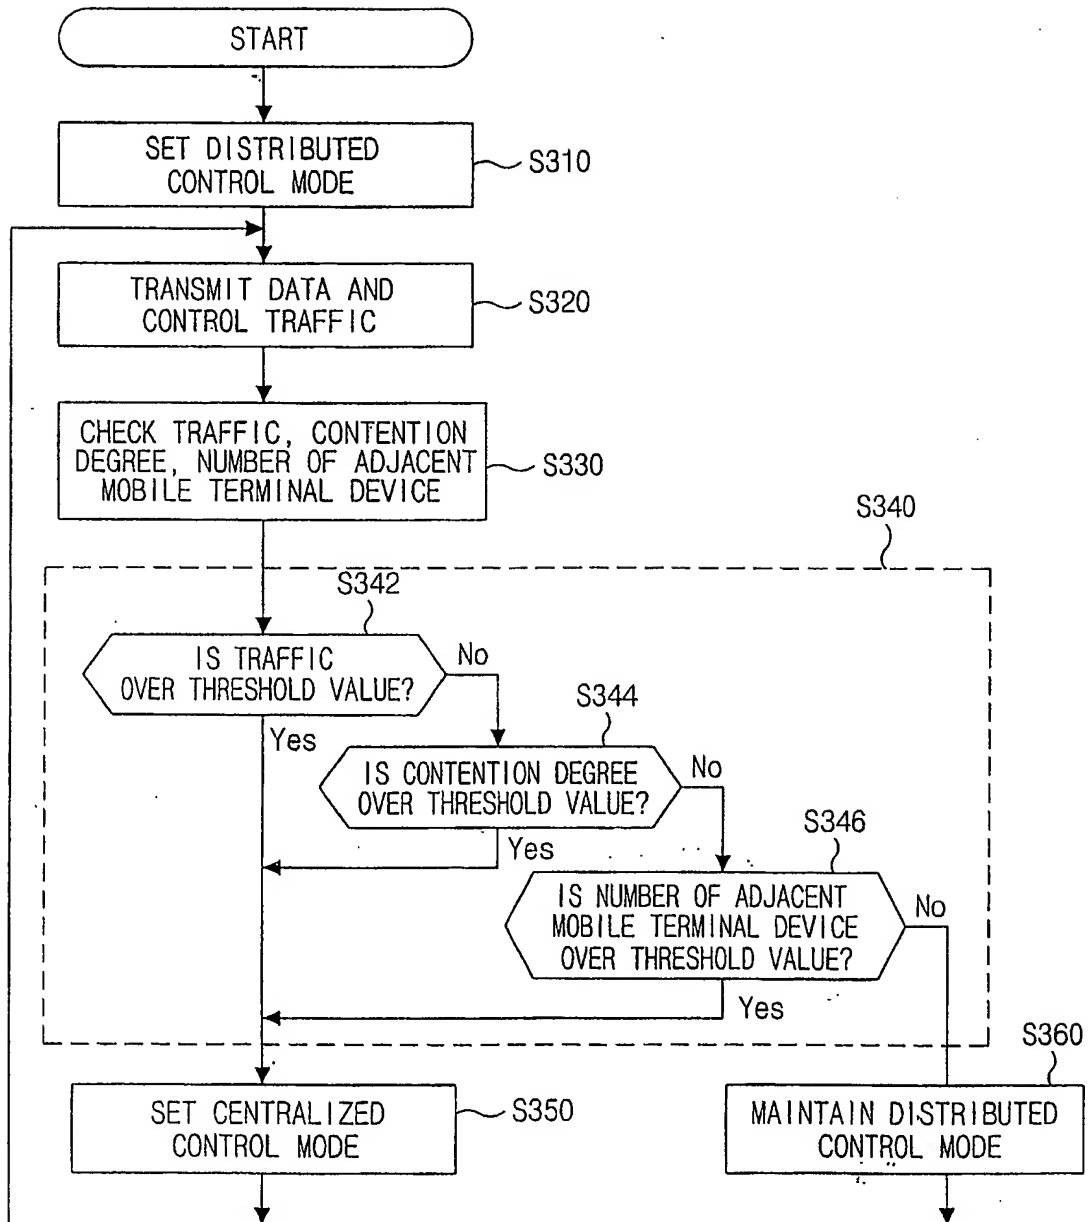 START
SET DISTRIBUTED
CONTROL MODE
S310
TRANSMIT DATA AND
CONTROL TRAFFIC
S320
CHECK TRAFFIC, CONTENTION
DEGREE, NUMBER OF ADJACENT
MOBILE TERMINAL DEVICE
S330
S340
S342
IS TRAFFIC
OVER THRESHOLD VALUE?
No
Yes
S344
IS CONTENTION DEGREE
OVER THRESHOLD VALUE?
No
Yes
S346
IS NUMBER OF ADJACENT
MOBILE TERMINAL DEVICE
OVER THRESHOLD VALUE?
No
Yes
SET CENTRALIZED
CONTROL MODE
S350
S360
MAINTAIN DISTRIBUTED
CONTROL MODE